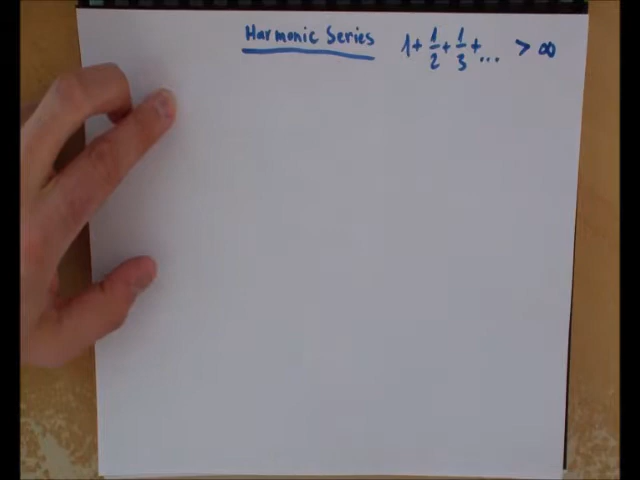 Harmonic Series 1 + 1/2 + 1/3 + ... > ∞